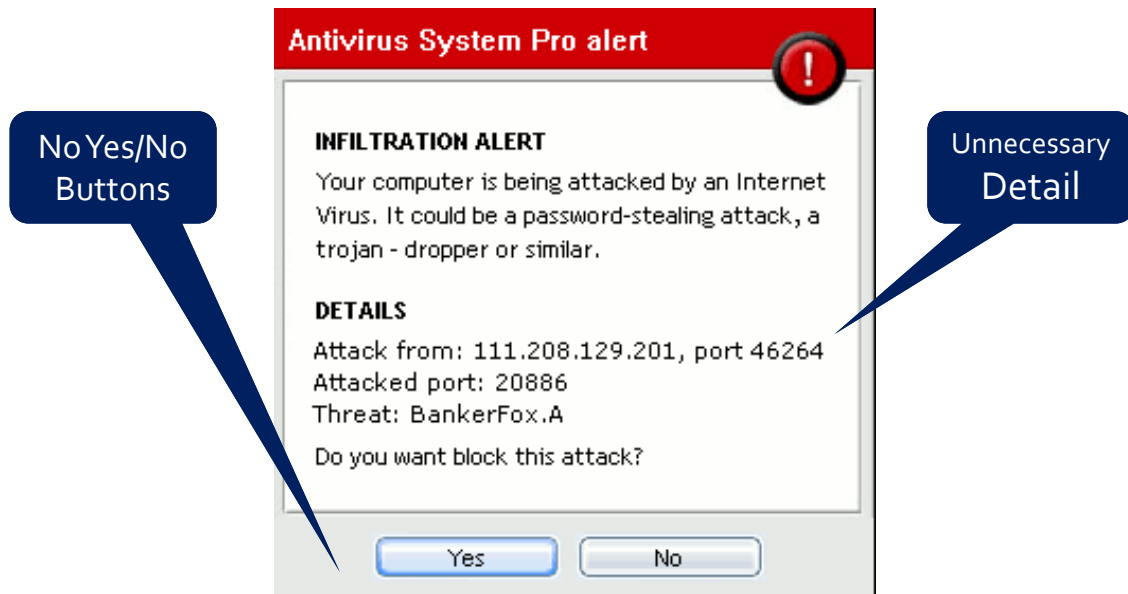 Antivirus System Pro alert
No Yes/No
Buttons
Unnecessary
Detail
INFILTRATION ALERT
Your computer is being attacked by an Internet
Virus. It could be a password-stealing attack, a
trojan - dropper or similar.
DETAILS
Attack from: 111.208.129.201, port 46264
Attacked port: 20886
Threat: BankerFox.A
Do you want block this attack?
Yes
No